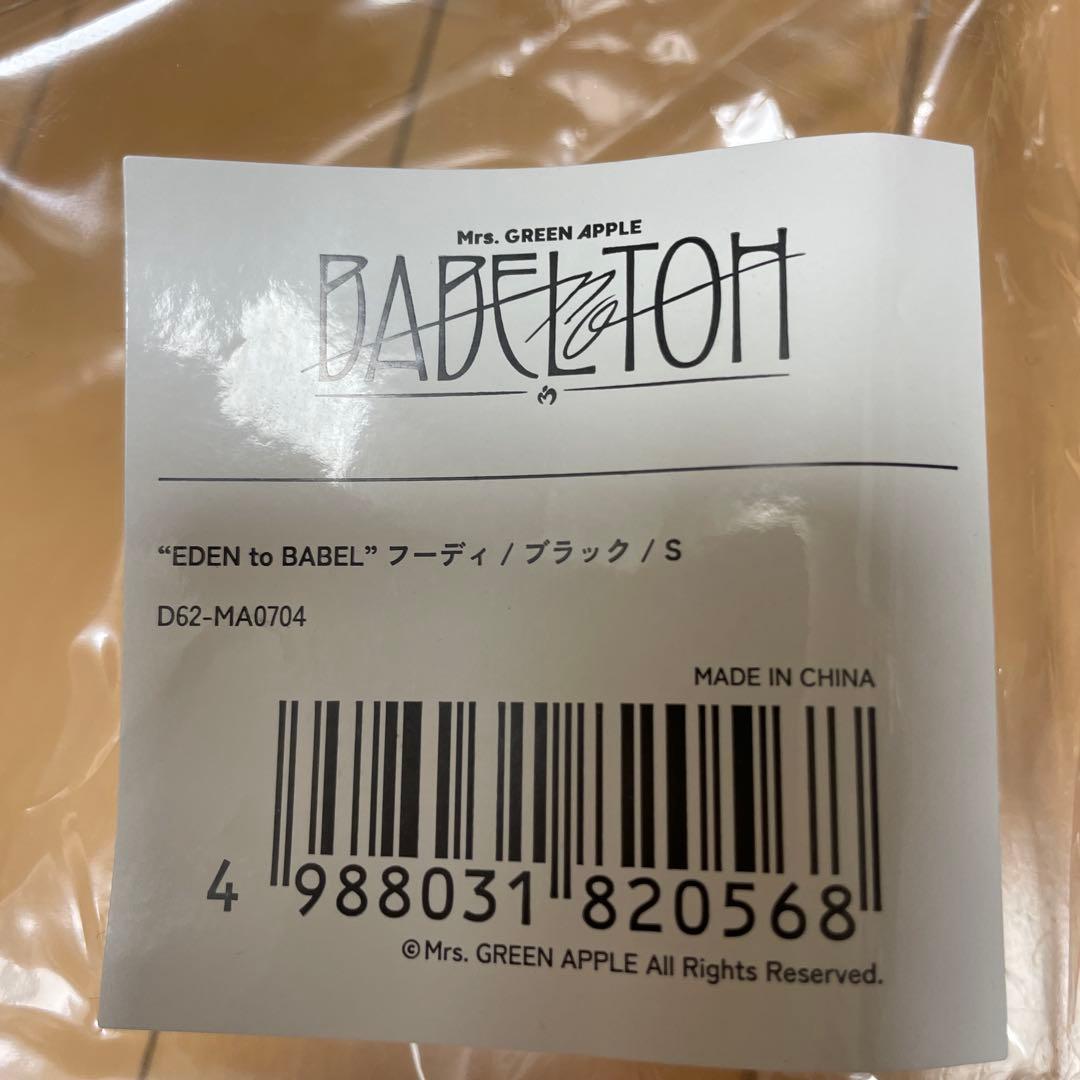 Mrs. GREEN APPLE
BABEL no TOH
“EDEN to BABEL” フーディ / ブラック / S
D62-MA0704
MADE IN CHINA
4 988031 820568
©Mrs. GREEN APPLE All Rights Reserved.